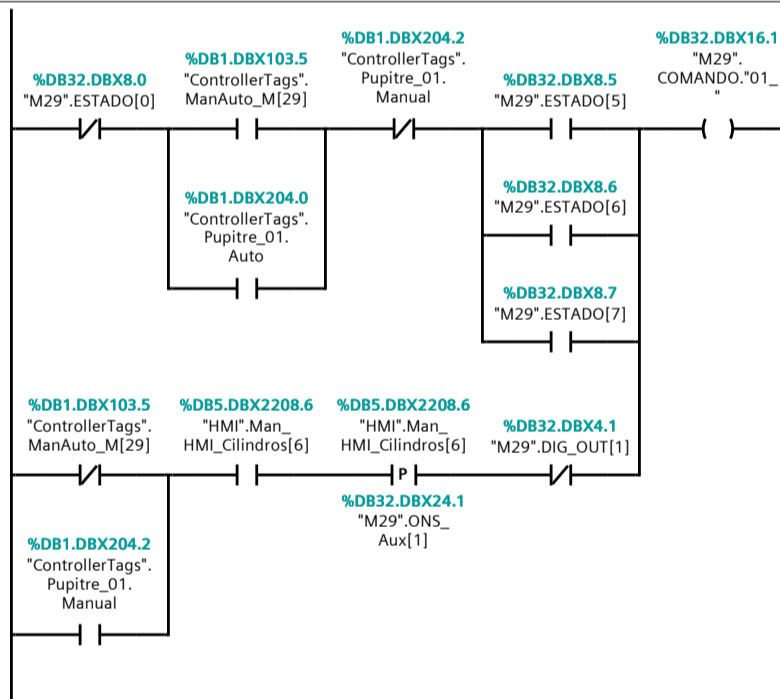 %DB32.DBX8.0
"M29".ESTADO[0]
%DB1.DBX103.5
"ControllerTags".
ManAuto_M[29]
%DB1.DBX204.2
"ControllerTags".
Pupitre_01.
Manual
%DB32.DBX8.5
"M29".ESTADO[5]
%DB32.DBX16.1
"M29".
COMANDO."01_
"
%DB1.DBX204.0
"ControllerTags".
Pupitre_01.
Auto
%DB32.DBX8.6
"M29".ESTADO[6]
%DB32.DBX8.7
"M29".ESTADO[7]
%DB1.DBX103.5
"ControllerTags".
ManAuto_M[29]
%DB5.DBX2208.6
"HMI".Man_
HMI_Cilindros[6]
%DB5.DBX2208.6
"HMI".Man_
HMI_Cilindros[6]
P
%DB32.DBX24.1
"M29".ONS_
Aux[1]
%DB32.DBX4.1
"M29".DIG_OUT[1]
%DB1.DBX204.2
"ControllerTags".
Pupitre_01.
Manual